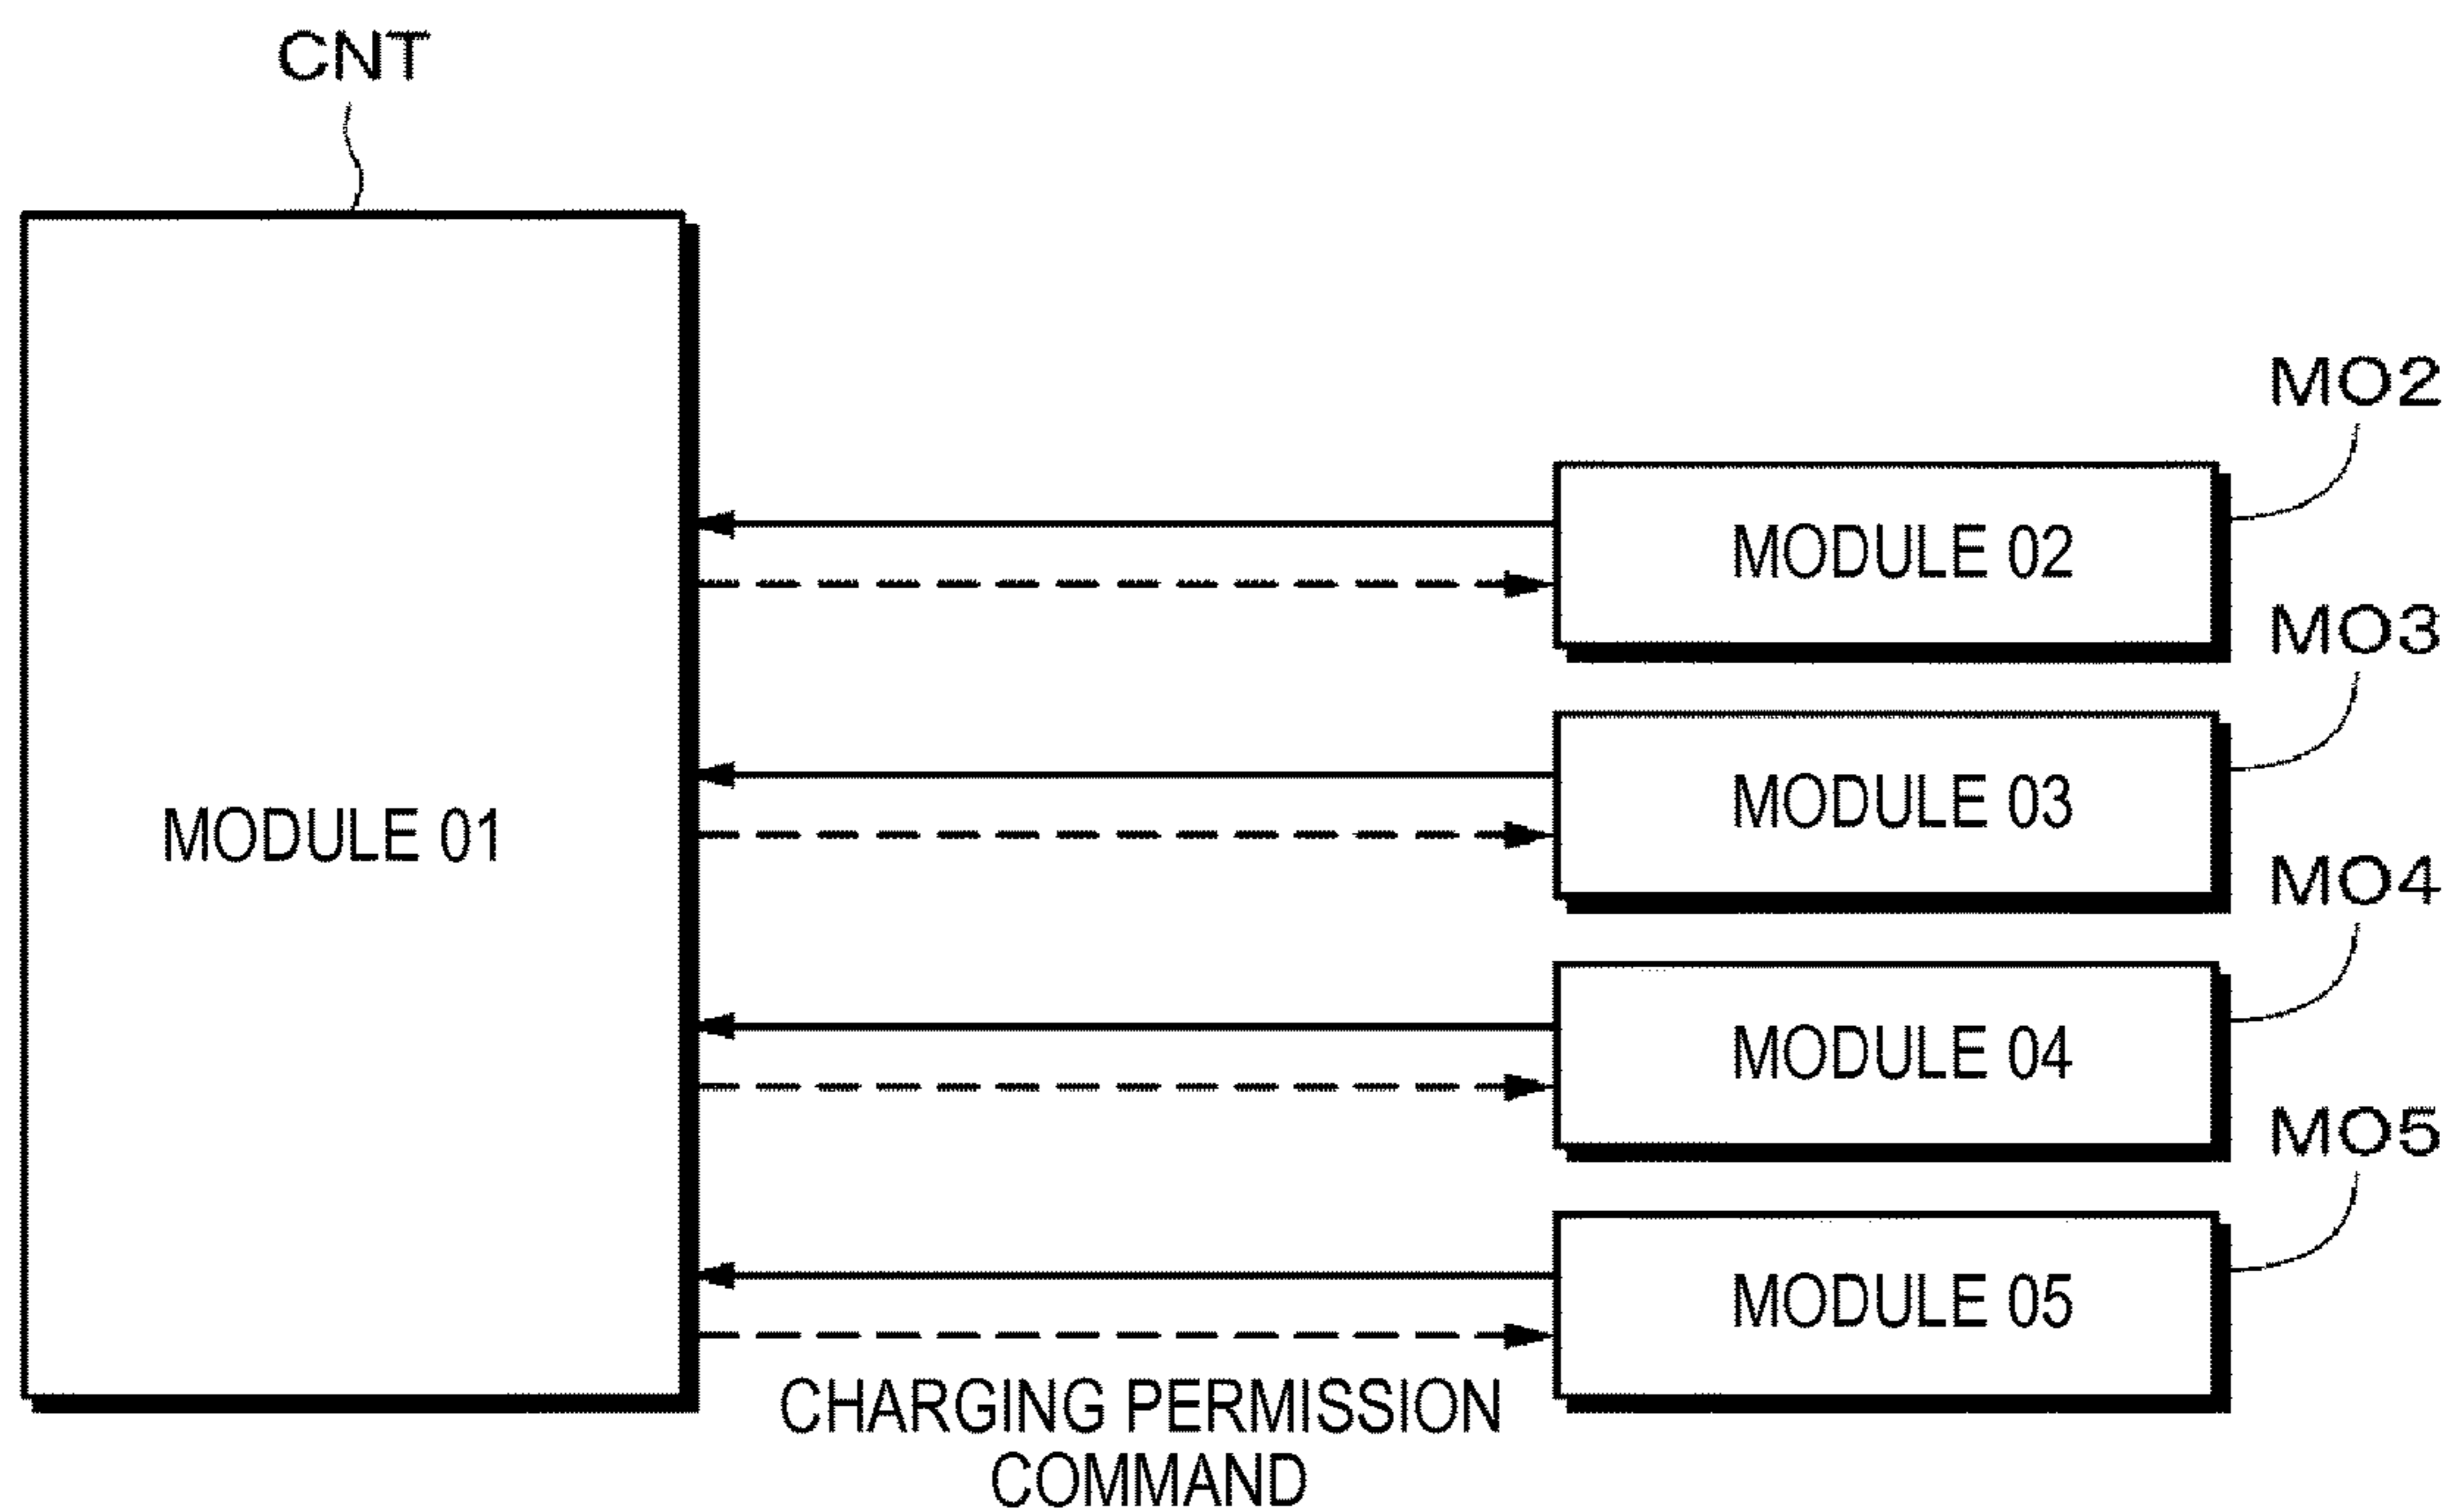 CNT
MO2
MODULE 02
MO3
MODULE 01
MODULE 03
MO4
MODULE 04
MO5
MODULE 05
CHARGING PERMISSION
COMMAND